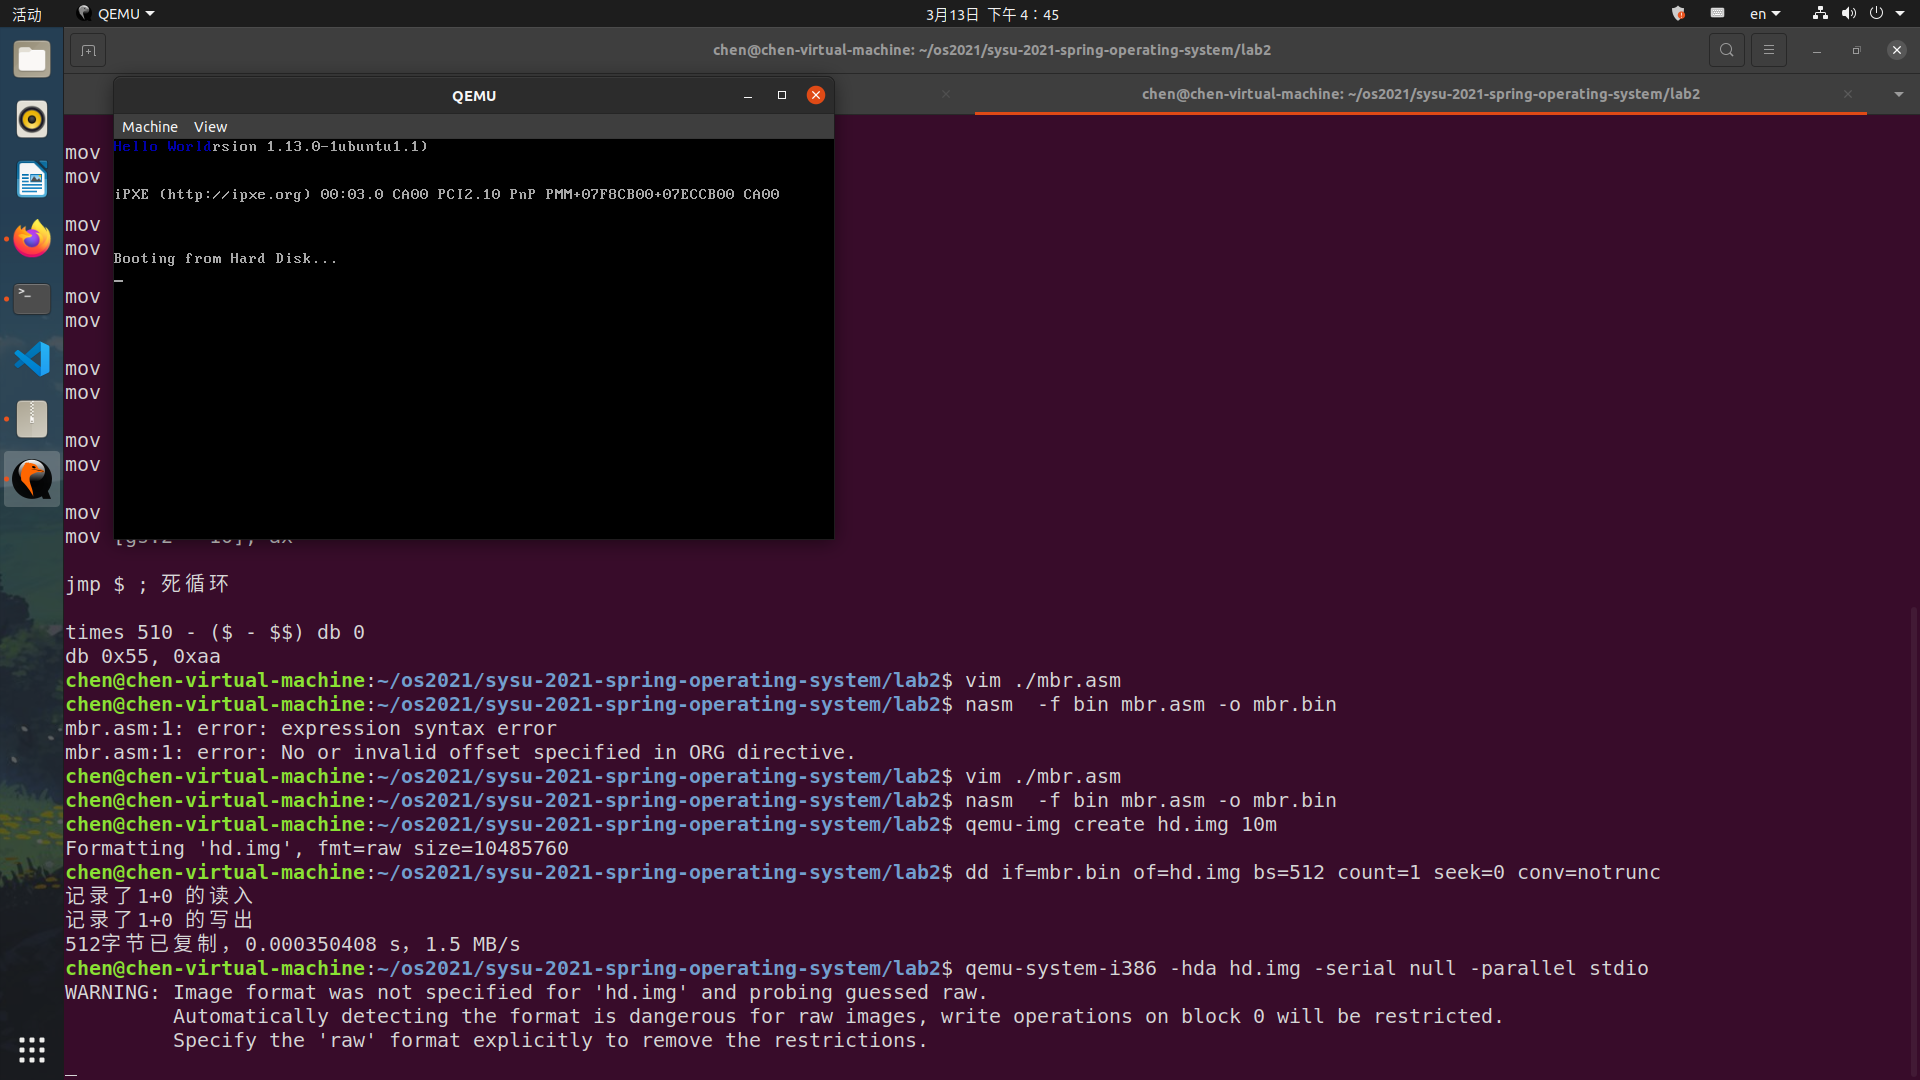 活动
QEMU
3月13日 下午 4：45
en
chen@chen-virtual-machine: ~/os2021/sysu-2021-spring-operating-system/lab2
chen@chen-virtual-machine: ~/os2021/sysu-2021-spring-operating-system/lab2
QEMU
Machine View
Hello Worldrsion 1.13.0-1ubuntu1.1)
iPXE (http://ipxe.org) 00:03.0 CA00 PCI2.10 PnP PMM+07F8CB00+07ECCB00 CA00
Booting from Hard Disk...
mov
mov
mov
mov
mov
mov
mov
mov
mov
mov
mov
mov
jmp $ ; 死循环
times 510 - ($ - $$) db 0
db 0x55, 0xaa
chen@chen-virtual-machine:~/os2021/sysu-2021-spring-operating-system/lab2$ vim ./mbr.asm
chen@chen-virtual-machine:~/os2021/sysu-2021-spring-operating-system/lab2$ nasm  -f bin mbr.asm -o mbr.bin
mbr.asm:1: error: expression syntax error
mbr.asm:1: error: No or invalid offset specified in ORG directive.
chen@chen-virtual-machine:~/os2021/sysu-2021-spring-operating-system/lab2$ vim ./mbr.asm
chen@chen-virtual-machine:~/os2021/sysu-2021-spring-operating-system/lab2$ nasm  -f bin mbr.asm -o mbr.bin
chen@chen-virtual-machine:~/os2021/sysu-2021-spring-operating-system/lab2$ qemu-img create hd.img 10m
Formatting 'hd.img', fmt=raw size=10485760
chen@chen-virtual-machine:~/os2021/sysu-2021-spring-operating-system/lab2$ dd if=mbr.bin of=hd.img bs=512 count=1 seek=0 conv=notrunc
记录了1+0 的读入
记录了1+0 的写出
512字节已复制，0.000350408 s，1.5 MB/s
chen@chen-virtual-machine:~/os2021/sysu-2021-spring-operating-system/lab2$ qemu-system-i386 -hda hd.img -serial null -parallel stdio
WARNING: Image format was not specified for 'hd.img' and probing guessed raw.
Automatically detecting the format is dangerous for raw images, write operations on block 0 will be restricted.
Specify the 'raw' format explicitly to remove the restrictions.